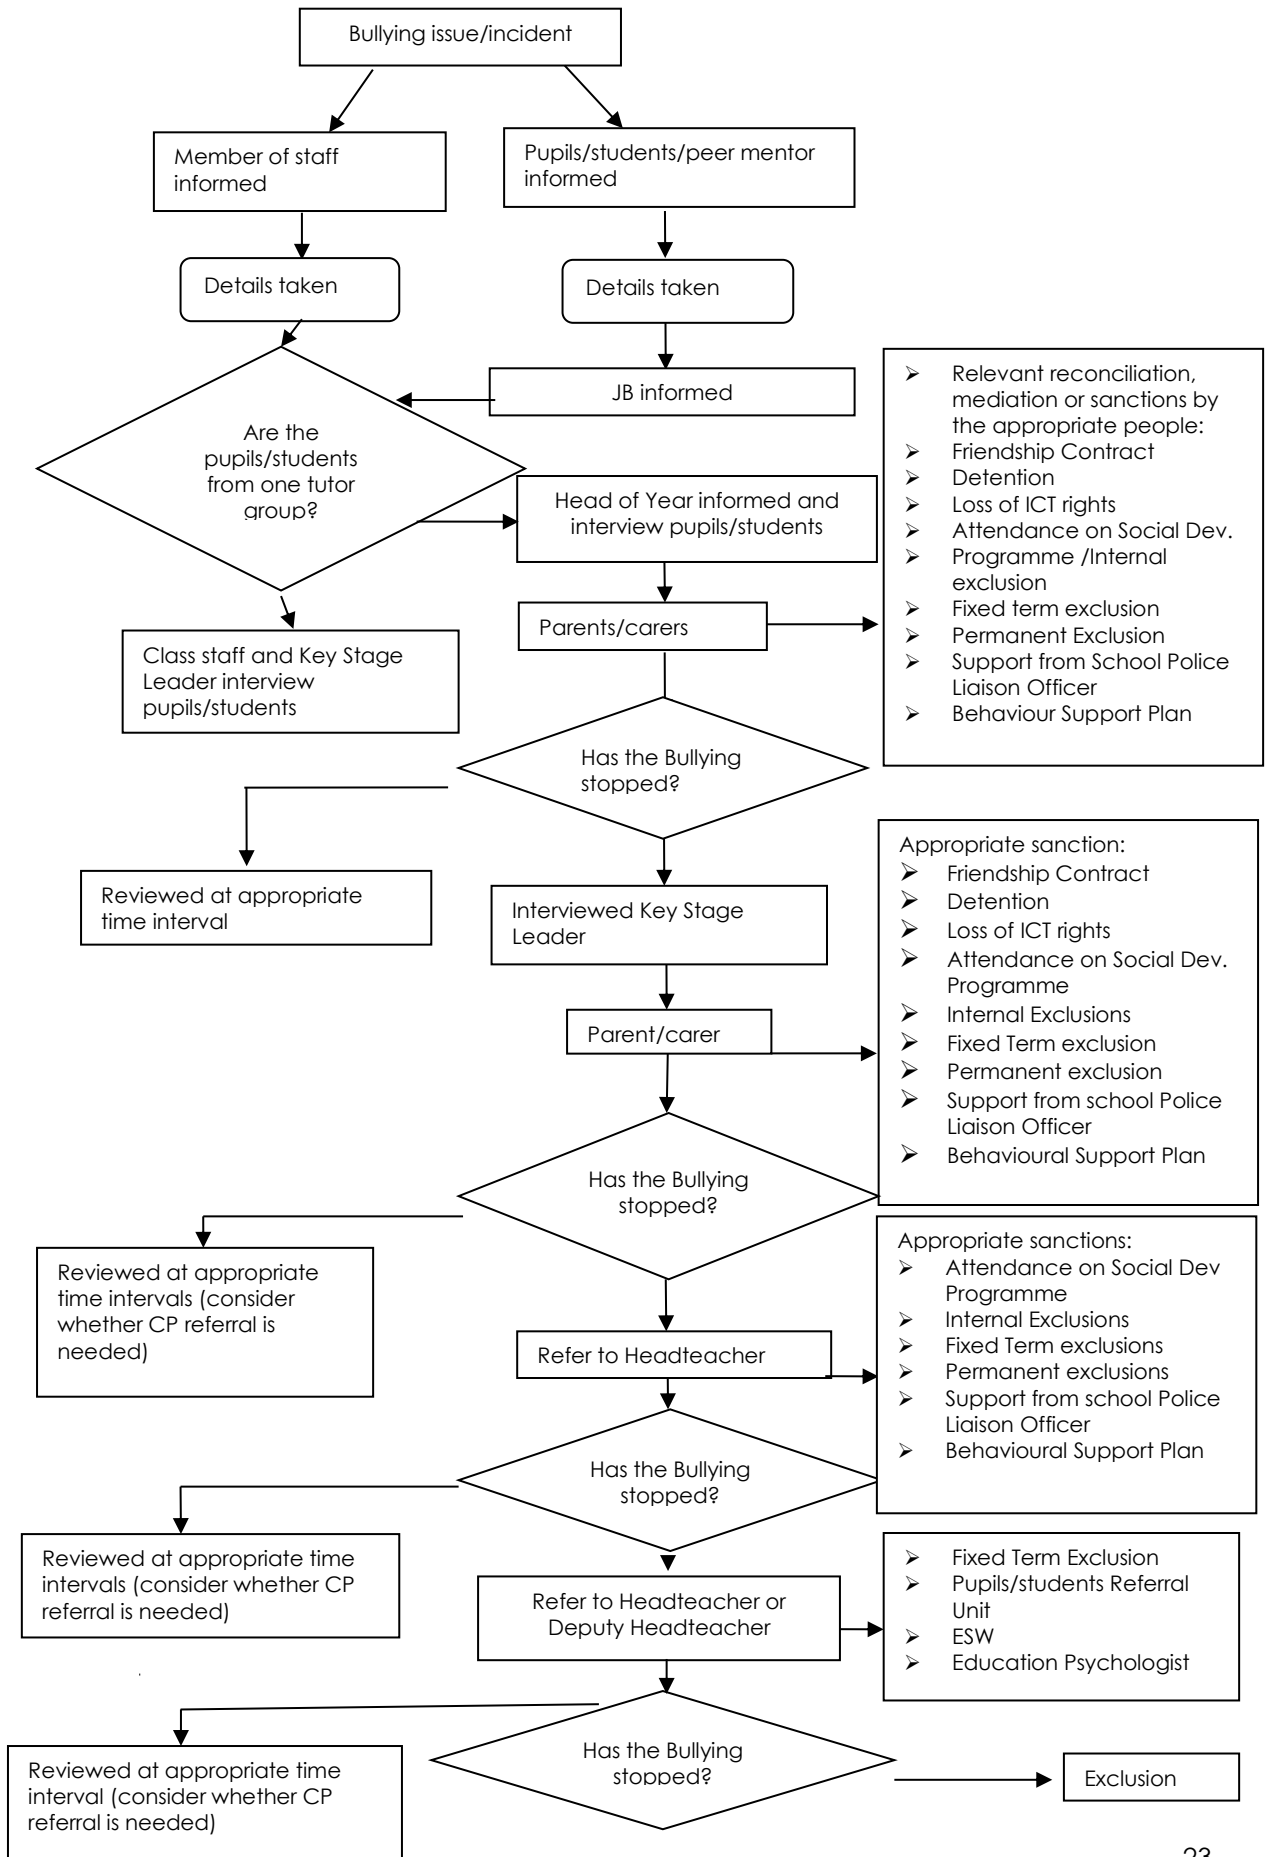 Bullying issue/incident
Member of staff
informed
Pupils/students/peer mentor
informed
Details taken
Details taken
JB informed
Are the
pupils/students
from one tutor
group?
Head of Year informed and
interview pupils/students
Parents/carers
➢ Relevant reconciliation,
mediation or sanctions by
the appropriate people:
➢ Friendship Contract
➢ Detention
➢ Loss of ICT rights
➢ Attendance on Social Dev.
➢ Programme /Internal
exclusion
➢ Fixed term exclusion
➢ Permanent Exclusion
➢ Support from School Police
Liaison Officer
➢ Behaviour Support Plan
Class staff and Key Stage
Leader interview
pupils/students
Has the Bullying
stopped?
Reviewed at appropriate
time interval
Interviewed Key Stage
Leader
Parent/carer
Appropriate sanction:
➢ Friendship Contract
➢ Detention
➢ Loss of ICT rights
➢ Attendance on Social Dev.
Programme
➢ Internal Exclusions
➢ Fixed Term exclusion
➢ Permanent exclusion
➢ Support from school Police
Liaison Officer
➢ Behavioural Support Plan
Has the Bullying
stopped?
Reviewed at appropriate
time intervals (consider
whether CP referral is
needed)
Refer to Headteacher
Appropriate sanctions:
➢ Attendance on Social Dev
Programme
➢ Internal Exclusions
➢ Fixed Term exclusions
➢ Permanent exclusions
➢ Support from school Police
Liaison Officer
➢ Behavioural Support Plan
Has the Bullying
stopped?
Reviewed at appropriate time
intervals (consider whether CP
referral is needed)
Refer to Headteacher or
Deputy Headteacher
➢ Fixed Term Exclusion
➢ Pupils/students Referral
Unit
➢ ESW
➢ Education Psychologist
Has the Bullying
stopped?
Reviewed at appropriate time
interval (consider whether CP
referral is needed)
Exclusion
23